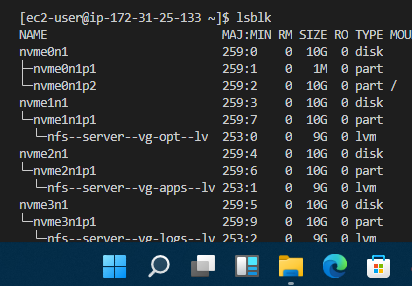 [ec2-user@ip-172-31-25-133 ~]$ lsblk
NAME MAJ:MIN RM SIZE RO TYPE MOU
nvme0n1 259:0 0 10G 0 disk
├─nvme0n1p1 259:1 0 1M 0 part
└─nvme0n1p2 259:2 0 10G 0 part /
nvme1n1 259:3 0 10G 0 disk
└─nvme1n1p1 259:7 0 10G 0 part
└─nfs--server--vg-opt--lv 253:0 0 9G 0 lvm
nvme2n1 259:4 0 10G 0 disk
└─nvme2n1p1 259:6 0 10G 0 part
└─nfs--server--vg-apps--lv 253:1 0 9G 0 lvm
nvme3n1 259:5 0 10G 0 disk
└─nvme3n1p1 259:9 0 10G 0 part
└─nfs--server--vg-logs--lv 253:2 0 9G 0 lvm